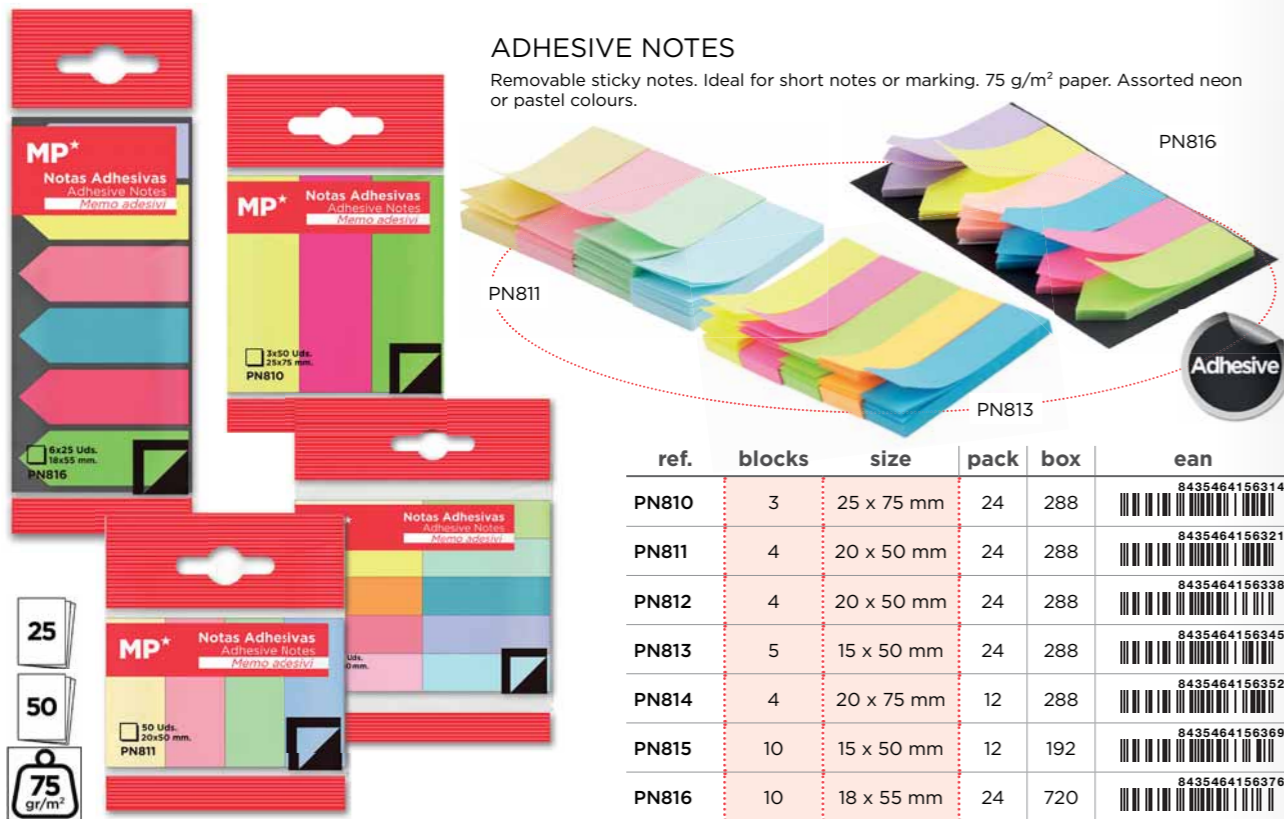 ADHESIVE NOTES
Removable sticky notes. Ideal for short notes or marking. 75 g/m² paper. Assorted neon
or pastel colours.
PN816
PN811
PN813
Adhesive
MP*
Notas Adhesivas
Adhesive Notes
Memo adesivi
6x25 Uds.
18x55 mm.
PN816
MP*
Notas Adhesivas
Adhesive Notes
Memo adesivi
3x50 Uds.
25x75 mm.
PN810
Notas Adhesivas
Adhesive Notes
Memo adesivi
Uds.
MP*
Notas Adhesivas
Adhesive Notes
Memo adesivi
50 Uds.
20x50 mm.
PN811
25
50
75
gr/m²
ref. blocks size pack box ean
PN810 3 25 x 75 mm 24 288 8435464156314
PN811 4 20 x 50 mm 24 288 8435464156321
PN812 4 20 x 50 mm 24 288 8435464156338
PN813 5 15 x 50 mm 24 288 8435464156345
PN814 4 20 x 75 mm 12 288 8435464156352
PN815 10 15 x 50 mm 12 192 8435464156369
PN816 10 18 x 55 mm 24 720 8435464156376